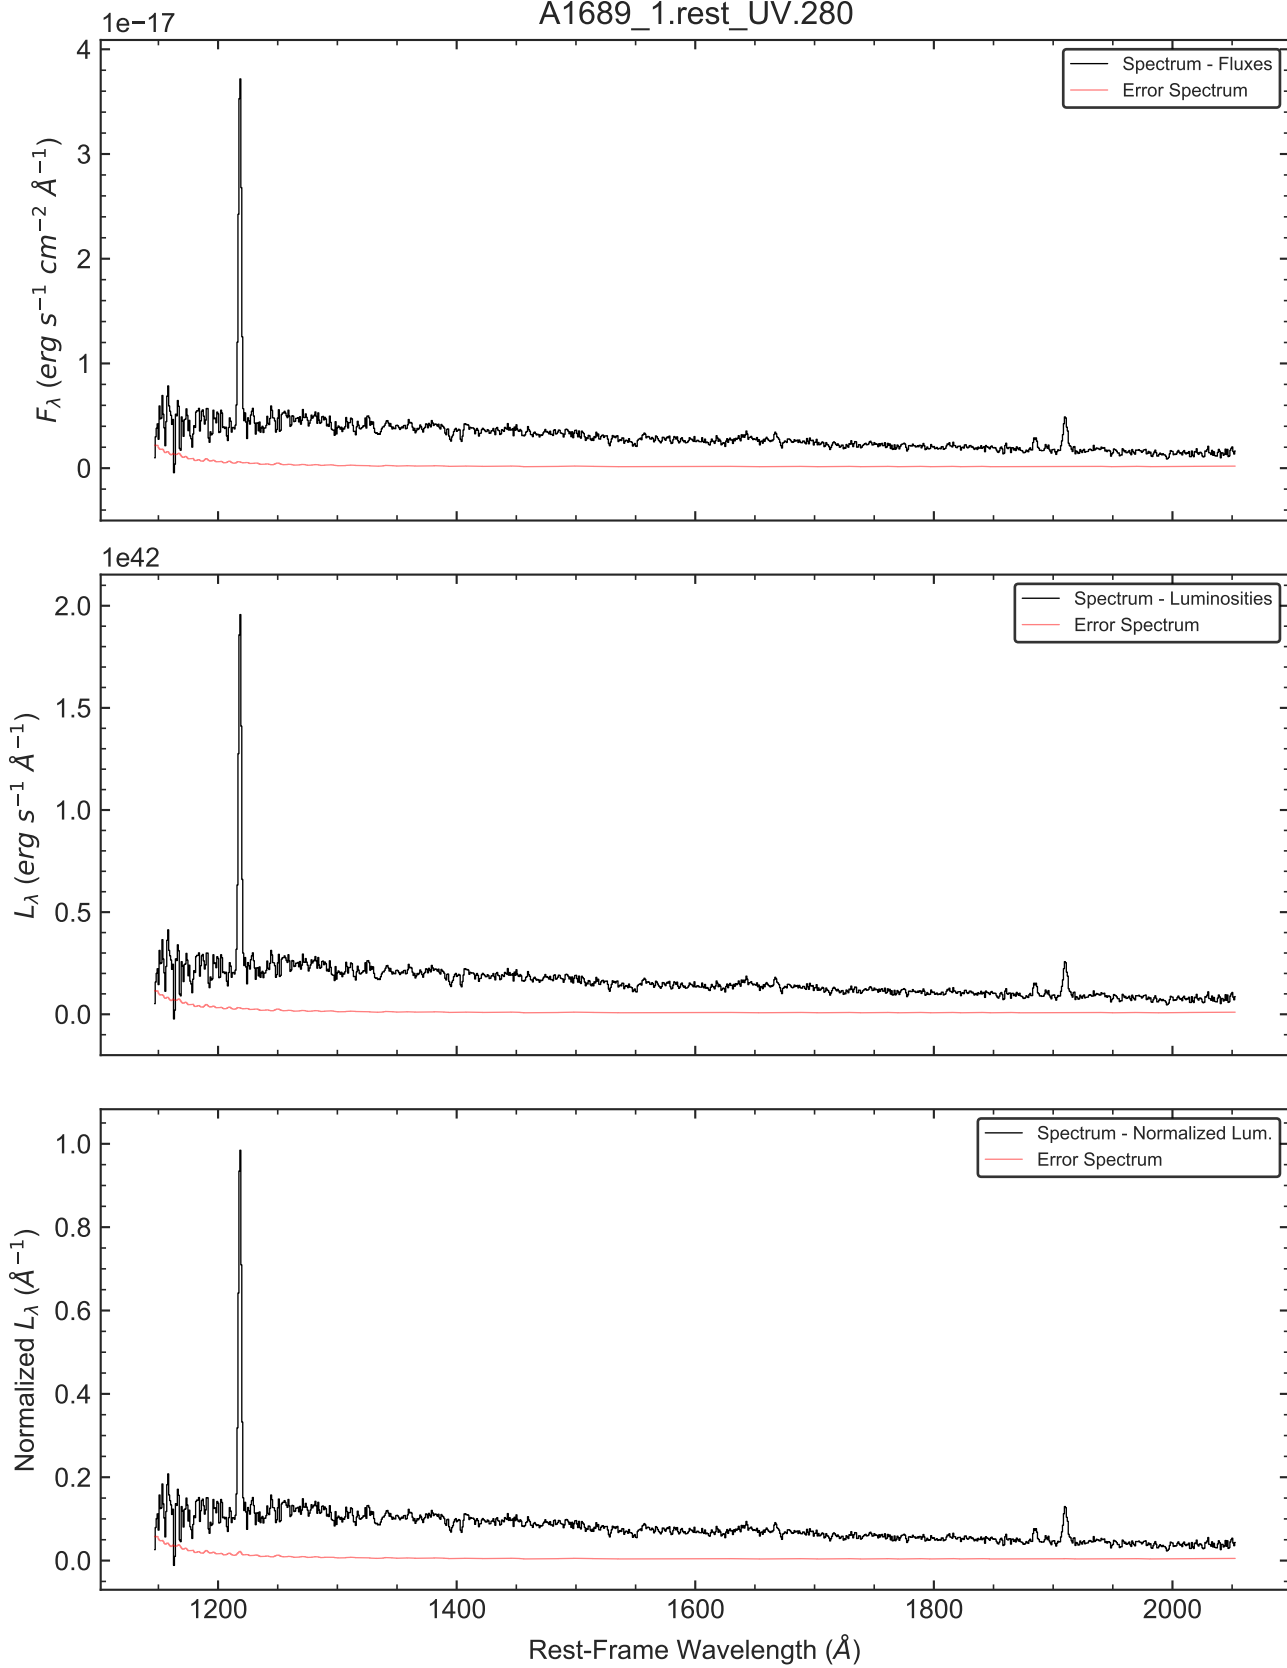 A1689_1.rest_UV.280
1e−17
Spectrum - Fluxes
Error Spectrum
4
3
2
1
0
F_λ (erg s⁻¹ cm⁻² Å⁻¹)
1e42
Spectrum - Luminosities
Error Spectrum
2.0
1.5
1.0
0.5
0.0
L_λ (erg s⁻¹ Å⁻¹)
Spectrum - Normalized Lum.
Error Spectrum
1.0
0.8
0.6
0.4
0.2
0.0
Normalized L_λ (Å⁻¹)
1200 1400 1600 1800 2000
Rest-Frame Wavelength (Å)